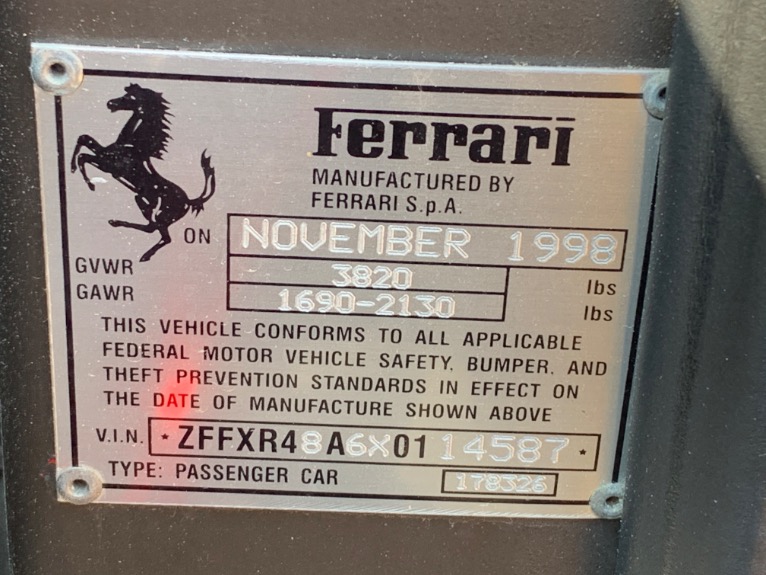 Ferrari
MANUFACTURED BY
FERRARI S.p.A.
ON NOVEMBER 1998
GVWR 3820 lbs
GAWR 1690-2130 lbs
THIS VEHICLE CONFORMS TO ALL APPLICABLE
FEDERAL MOTOR VEHICLE SAFETY, BUMPER, AND
THEFT PREVENTION STANDARDS IN EFFECT ON
THE DATE OF MANUFACTURE SHOWN ABOVE
V.I.N. * ZFFXR48A6X0114587 *
TYPE: PASSENGER CAR 178326